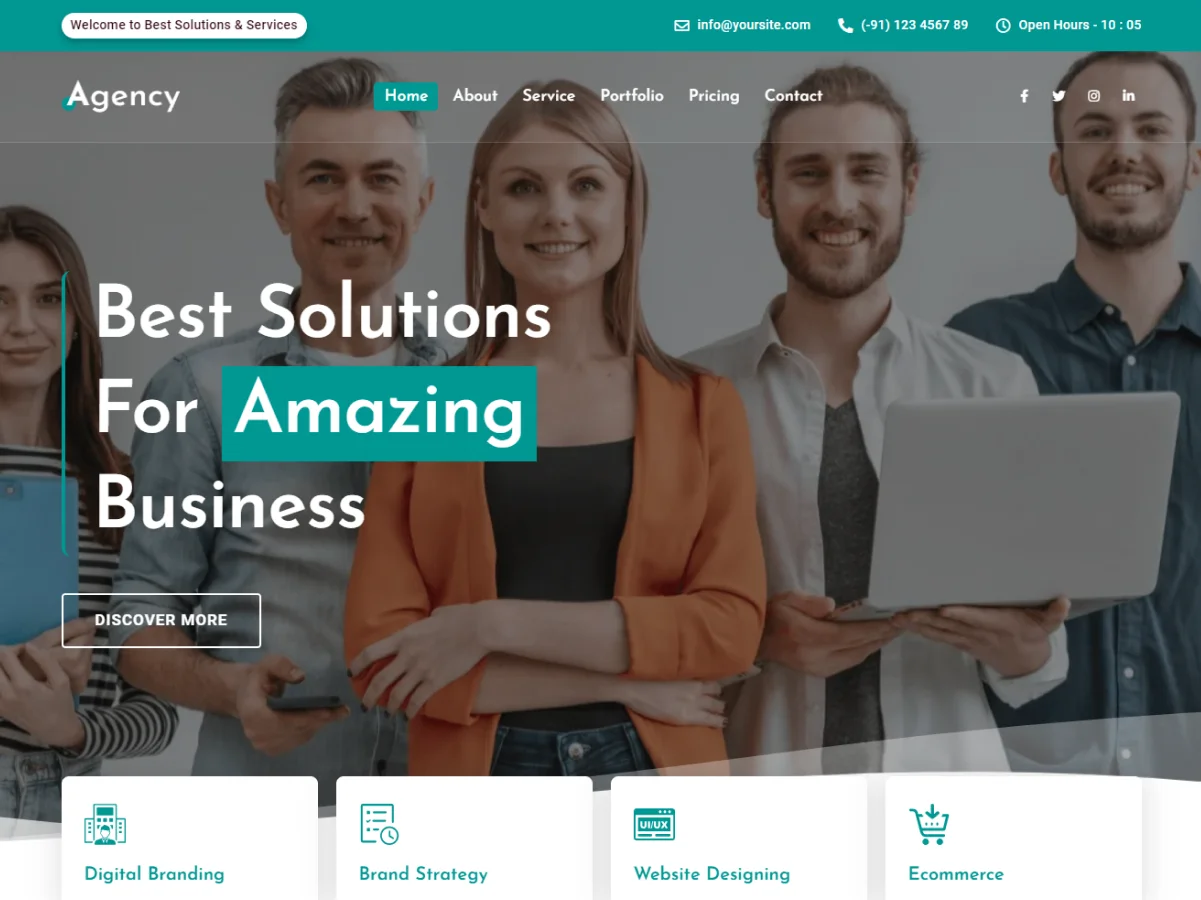 Welcome to Best Solutions & Services
info@yoursite.com
(-91) 123 4567 89
Open Hours - 10 : 05
Agency
Home
About
Service
Portfolio
Pricing
Contact
Best Solutions
For Amazing
Business
DISCOVER MORE
UI/UX
Digital Branding
Brand Strategy
Website Designing
Ecommerce